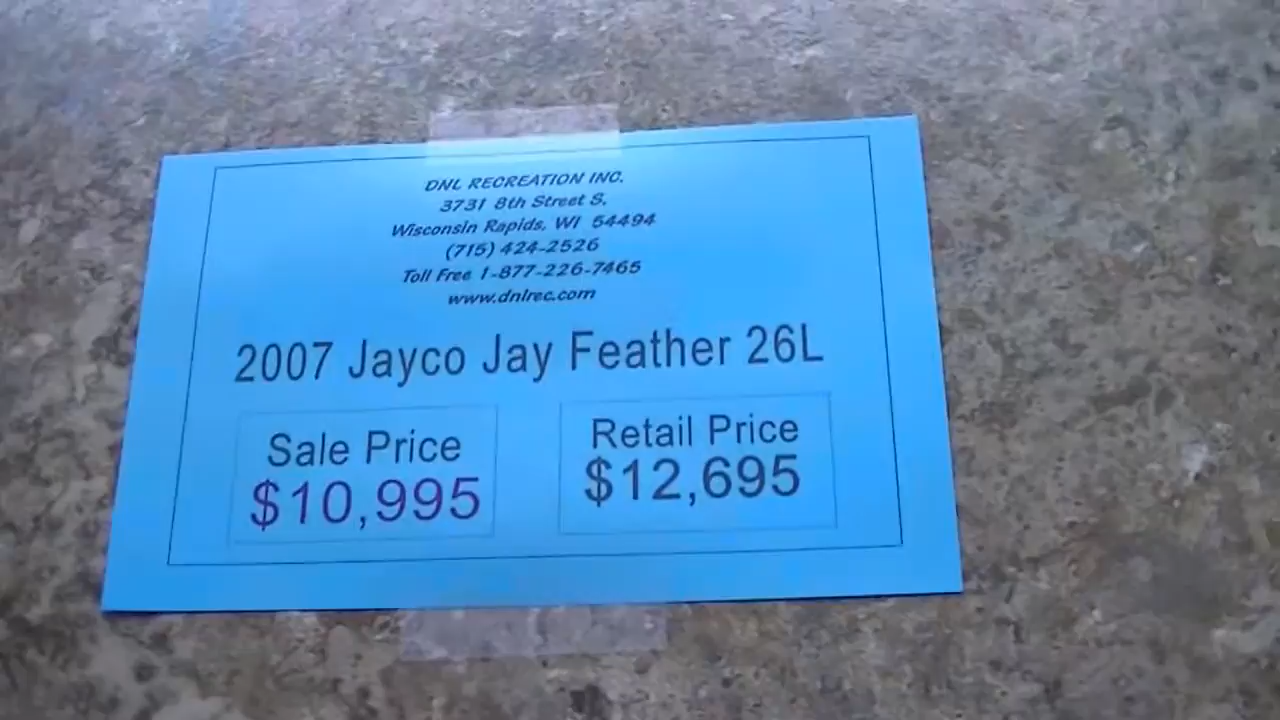 DNL RECREATION INC.
3731 8th Street S.
Wisconsin Rapids, WI 54494
(715) 424-2526
Toll Free 1-877-226-7465
www.dnlrec.com
2007 Jayco Jay Feather 26L
Sale Price
$10,995
Retail Price
$12,695